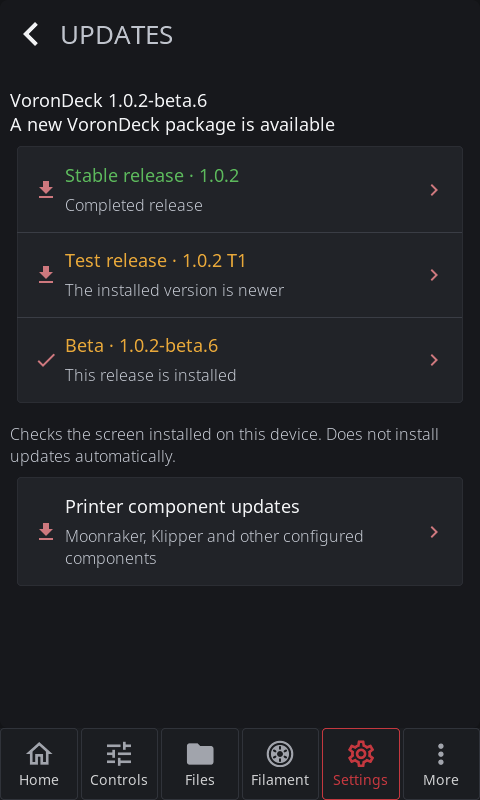 UPDATES
VoronDeck 1.0.2-beta.6
A new VoronDeck package is available
Stable release · 1.0.2
Completed release
Test release · 1.0.2 T1
The installed version is newer
Beta · 1.0.2-beta.6
This release is installed
Checks the screen installed on this device. Does not install
updates automatically.
Printer component updates
Moonraker, Klipper and other configured
components
Home Controls Files Filament Settings More